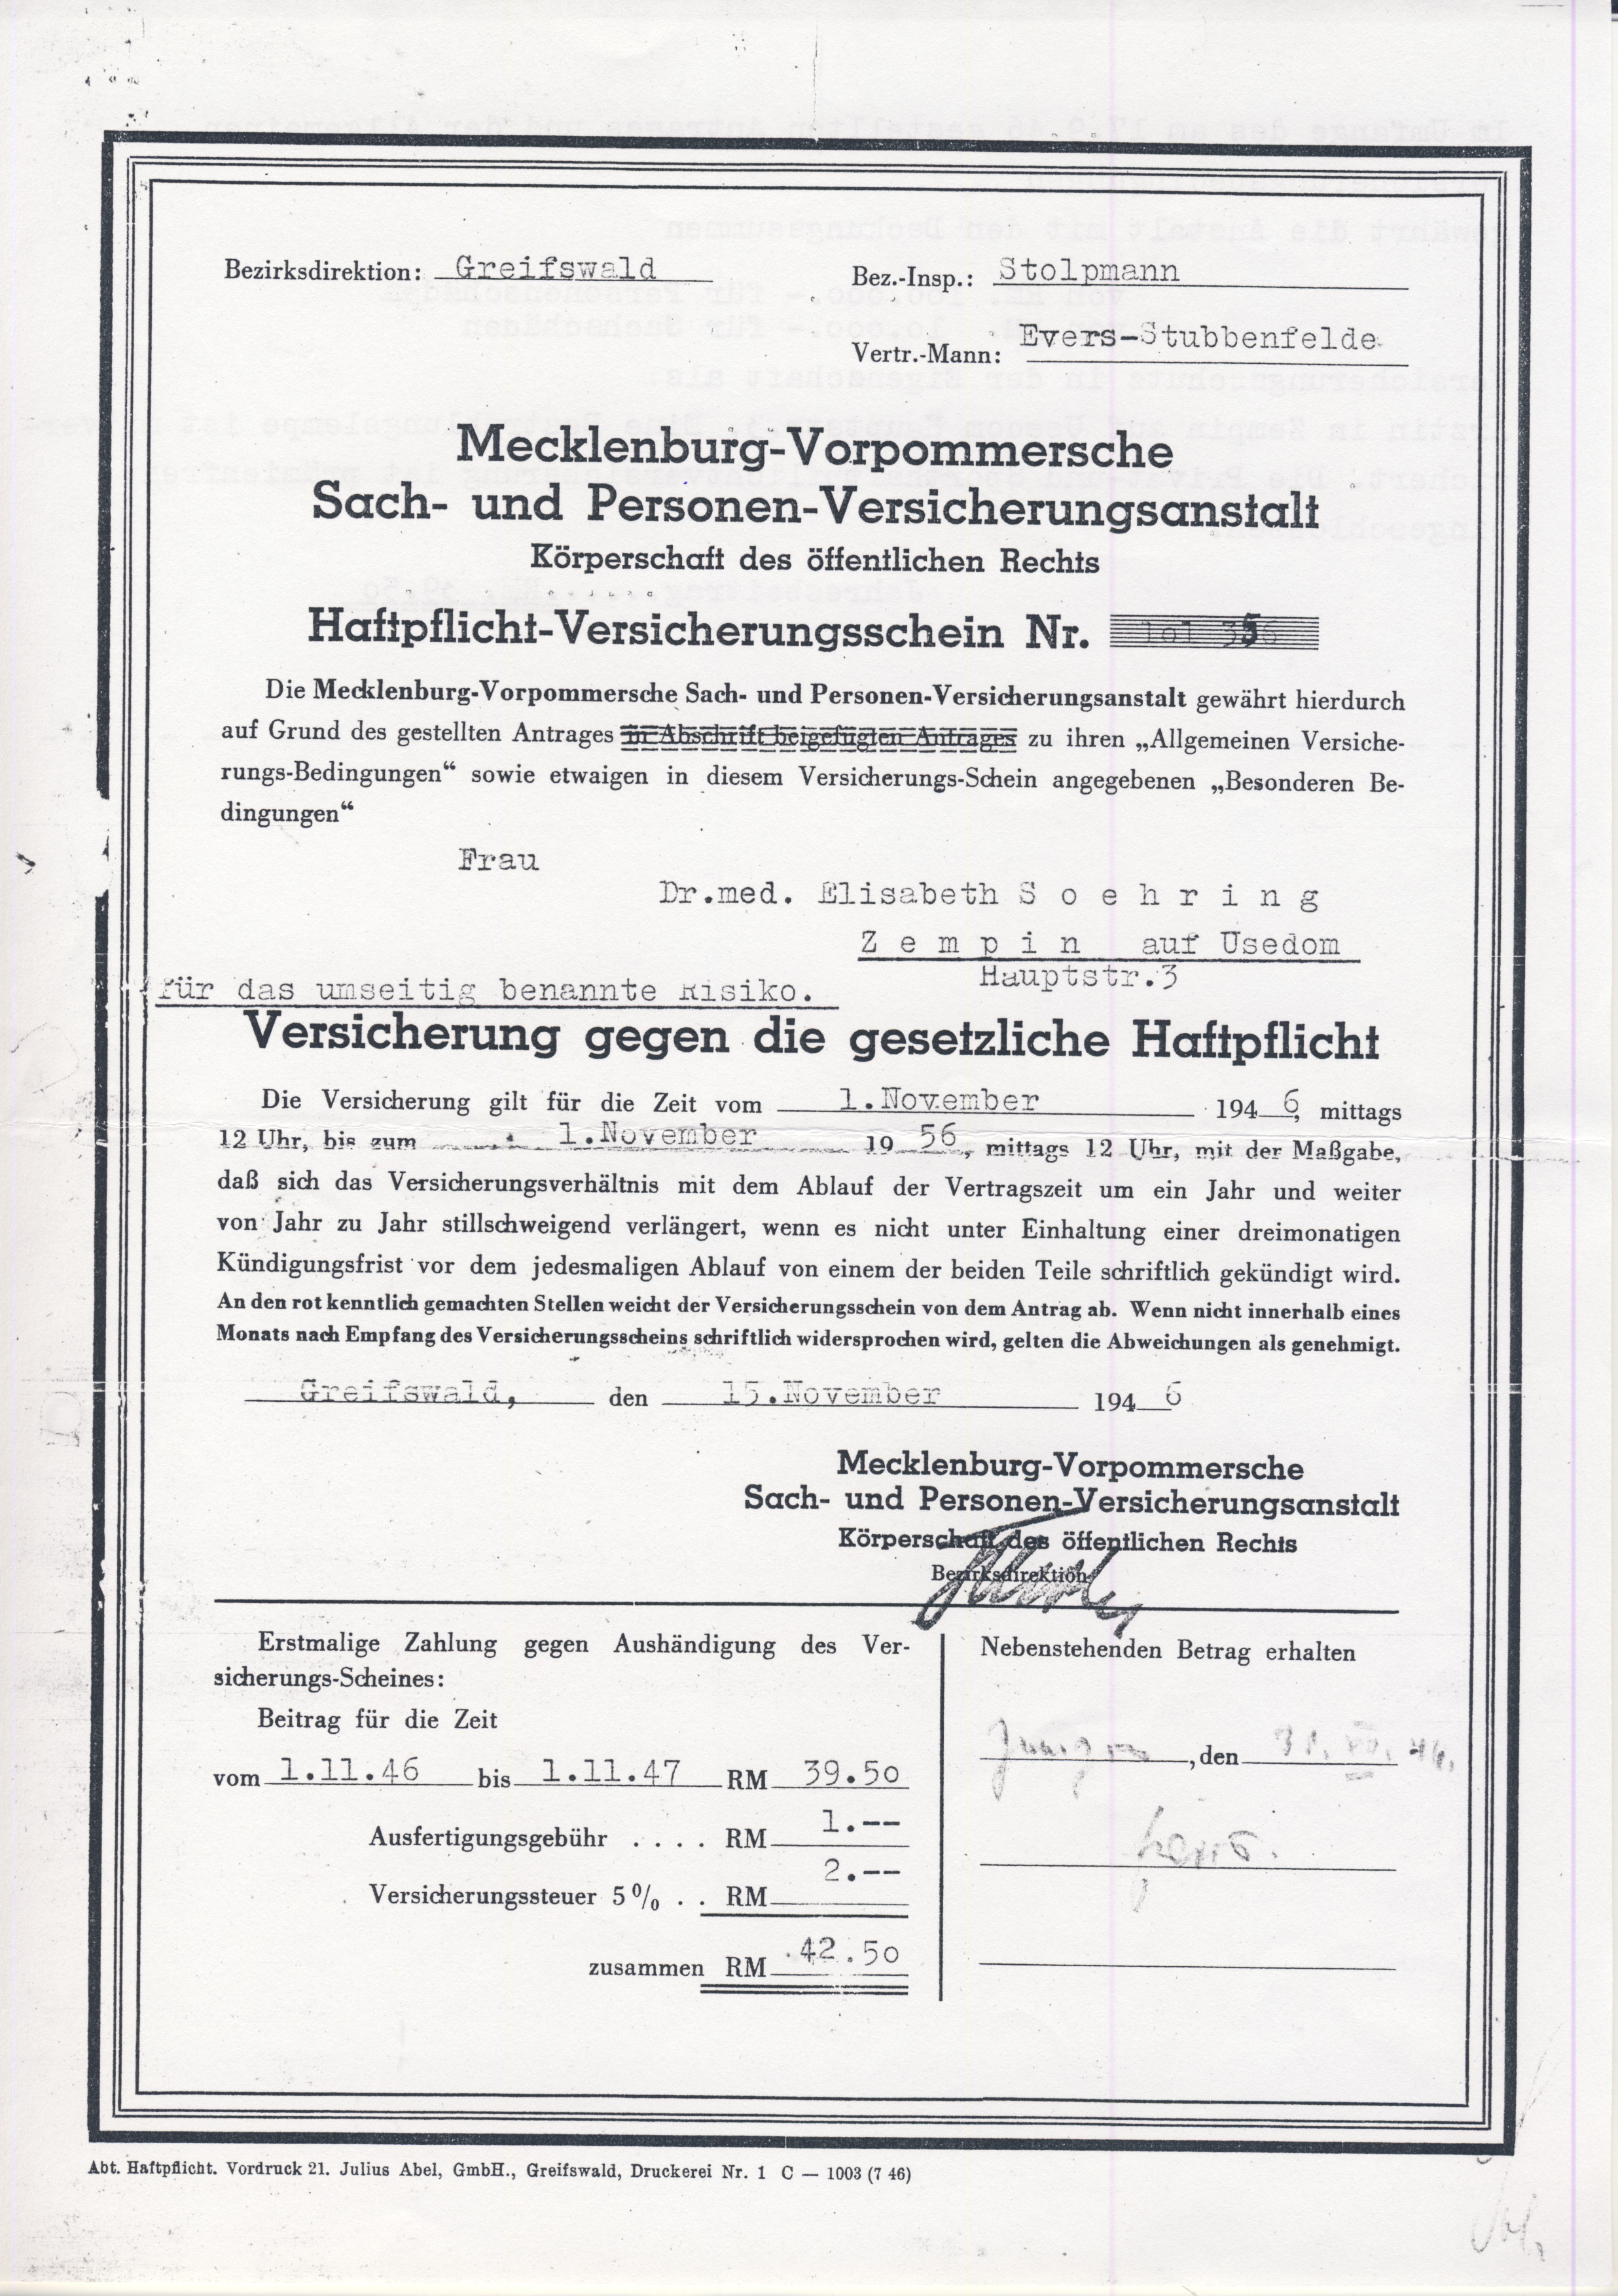 Bezirksdirektion: Greifswald
Bez.-Insp.: Stolpmann
Vertr.-Mann: Evers-Stubbenfelde
Mecklenburg-Vorpommersche
Sach- und Personen-Versicherungsanstalt
Körperschaft des öffentlichen Rechts
Haftpflicht-Versicherungsschein Nr.
Die Mecklenburg-Vorpommersche Sach- und Personen-Versicherungsanstalt gewährt hierdurch
auf Grund des gestellten Antrages in Abschrift beigefügten Antrages zu ihren „Allgemeinen Versiche-
rungs-Bedingungen“ sowie etwaigen in diesem Versicherungs-Schein angegebenen „Besonderen Be-
dingungen“
Frau
Dr.med. Elisabeth S o e h r i n g
Z e m p i n auf Usedom
Hauptstr.3
für das umseitig benannte Risiko.
Versicherung gegen die gesetzliche Haftpflicht
Die Versicherung gilt für die Zeit vom 1.November 194 6, mittags
12 Uhr, bis zum 1.November 19 56, mittags 12 Uhr, mit der Maßgabe,
daß sich das Versicherungsverhältnis mit dem Ablauf der Vertragszeit um ein Jahr und weiter
von Jahr zu Jahr stillschweigend verlängert, wenn es nicht unter Einhaltung einer dreimonatigen
Kündigungsfrist vor dem jedesmaligen Ablauf von einem der beiden Teile schriftlich gekündigt wird.
An den rot kenntlich gemachten Stellen weicht der Versicherungsschein von dem Antrag ab. Wenn nicht innerhalb eines
Monats nach Empfang des Versicherungsscheins schriftlich widersprochen wird, gelten die Abweichungen als genehmigt.
Greifswald, den 15.November 194 6
Mecklenburg-Vorpommersche
Sach- und Personen-Versicherungsanstalt
Körperschaft des öffentlichen Rechts
Bezirksdirektion
Erstmalige Zahlung gegen Aushändigung des Ver-
sicherungs-Scheines:
Beitrag für die Zeit
vom 1.11.46 bis 1.11.47 RM 39.50
Ausfertigungsgebühr . . . . RM 1.--
Versicherungssteuer 5% . . RM 2.--
zusammen RM 42.50
Nebenstehenden Betrag erhalten
, den
Abt. Haftpflicht. Vordruck 21. Julius Abel, GmbH., Greifswald, Druckerei Nr. 1 C — 1003 (7 46)